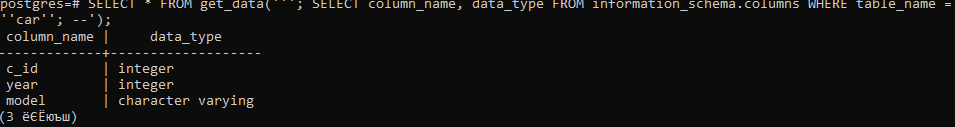 postgres=# SELECT * FROM get_data('''; SELECT column_name, data_type FROM information_schema.columns WHERE table_name =
''car''; --');
column_name | data_type
-------------+-------------------
c_id | integer
year | integer
model | character varying
(3 ёЄЁюъш)